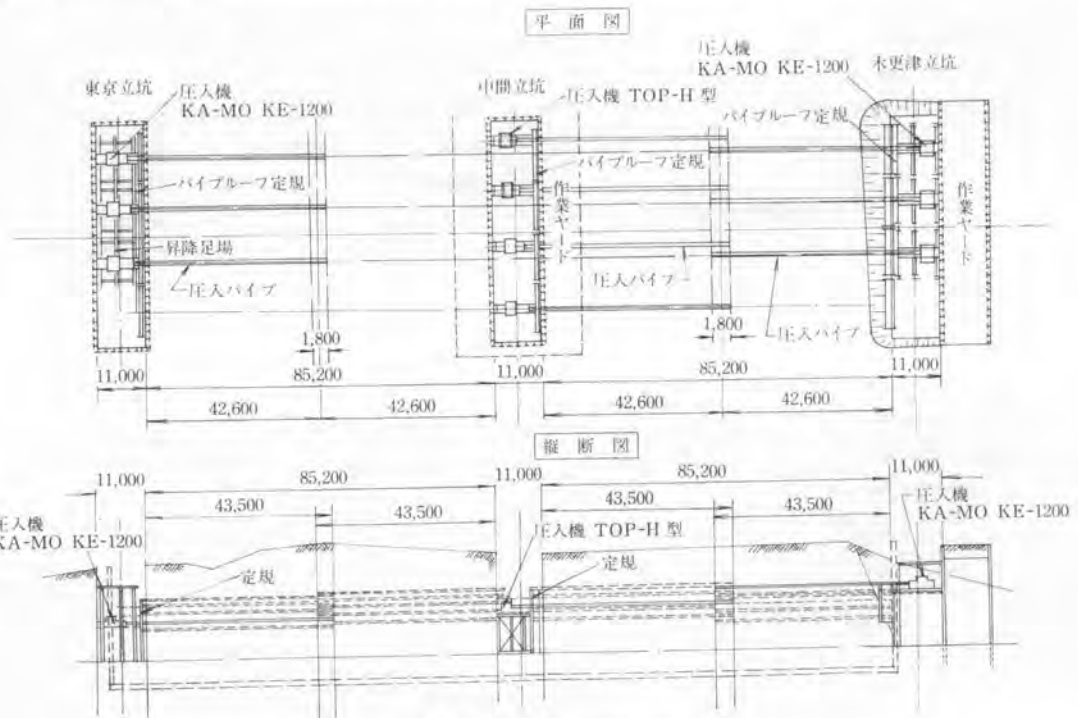 平面図
東京立坑
圧入機
KA-MO KE-1200
中間立坑
圧入機 TOP-H 型
圧入機
KA-MO KE-1200
木更津立坑
パイプルーフ定規
パイプルーフ定規
パイプルーフ定規
作業ヤード
作業ヤード
昇降足場
圧入パイプ
圧入パイプ
圧入パイプ
1,800
1,800
11,000
85,200
11,000
85,200
11,000
42,600
42,600
42,600
42,600
縦断図
11,000
85,200
11,000
85,200
11,000
43,500
43,500
43,500
43,500
圧入機
KA-MO KE-1200
定規
圧入機 TOP-H 型
定規
圧入機
KA-MO KE-1200